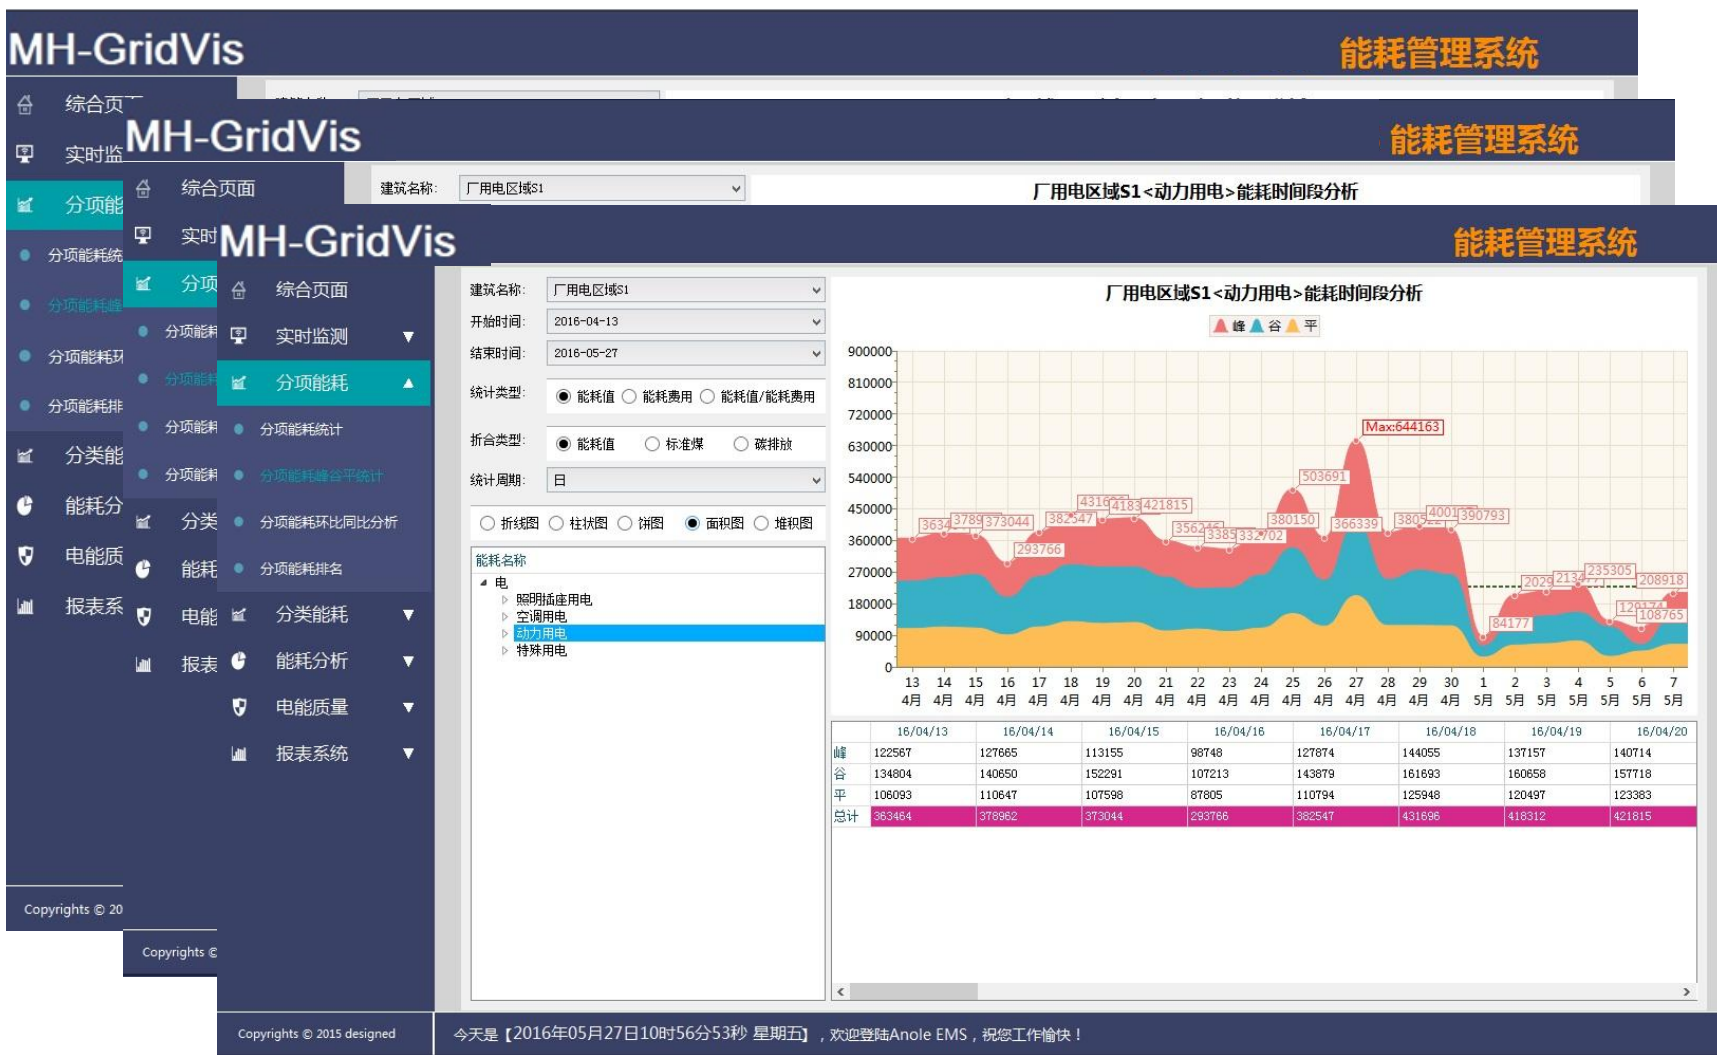 MH-GridVis
能耗管理系统
综合页
实时监
分项能
分项能耗统
分项能耗峰
分项能耗环
分项能耗排
分类能
能耗分
电能质
报表系
Copyrights © 20
MH-GridVis
能耗管理系统
综合页面
建筑名称:
厂用电区域S1
厂用电区域S1<动力用电>能耗时间段分析
实时
分项
分项能耗
分项能耗
分项能耗
分项能耗
分类
能耗
电能
报表
Copyrights ©
MH-GridVis
能耗管理系统
综合页面
实时监测 ▼
分项能耗 ▲
分项能耗统计
分项能耗峰谷平统计
分项能耗环比同比分析
分项能耗排名
分类能耗 ▼
能耗分析 ▼
电能质量 ▼
报表系统 ▼
建筑名称: 厂用电区域S1
开始时间: 2016-04-13
结束时间: 2016-05-27
统计类型: 能耗值 能耗费用 能耗值/能耗费用
折合类型: 能耗值 标准煤 碳排放
统计周期: 日
折线图 柱状图 饼图 面积图 堆积图
能耗名称
电
照明插座用电
空调用电
动力用电
特殊用电
厂用电区域S1<动力用电>能耗时间段分析
峰 谷 平
900000
810000
720000
630000
540000
450000
360000
270000
180000
90000
0
Max:644163
503691
421815
390793
373044
382547
380150
366339
332702
293766
235305
208918
108765
84177
13 14 15 16 17 18 19 20 21 22 23 24 25 26 27 28 29 30 1 2 3 4 5 6 7
4月 4月 4月 4月 4月 4月 4月 4月 4月 4月 4月 4月 4月 4月 4月 4月 4月 4月 5月 5月 5月 5月 5月 5月 5月
16/04/13 16/04/14 16/04/15 16/04/16 16/04/17 16/04/18 16/04/19 16/04/20
峰 122567 127665 113155 98748 127874 144055 137157 140714
谷 134804 140650 152291 107213 143879 161693 160658 157718
平 106093 110647 107598 87805 110794 125948 120497 123383
总计 363464 378962 373044 293766 382547 431696 418312 421815
Copyrights © 2015 designed
今天是【2016年05月27日10时56分53秒 星期五】，欢迎登陆Anole EMS，祝您工作愉快！